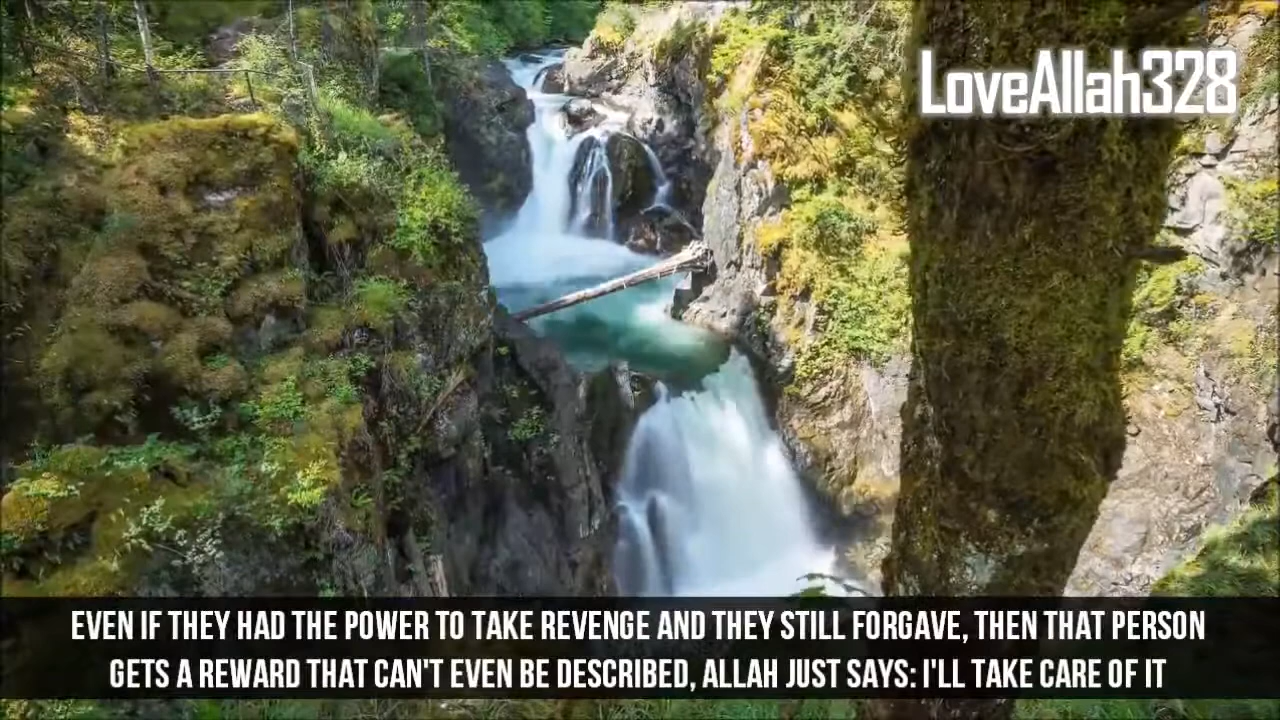 LoveAllah328
EVEN IF THEY HAD THE POWER TO TAKE REVENGE AND THEY STILL FORGAVE, THEN THAT PERSON
GETS A REWARD THAT CAN'T EVEN BE DESCRIBED, ALLAH JUST SAYS: I'LL TAKE CARE OF IT